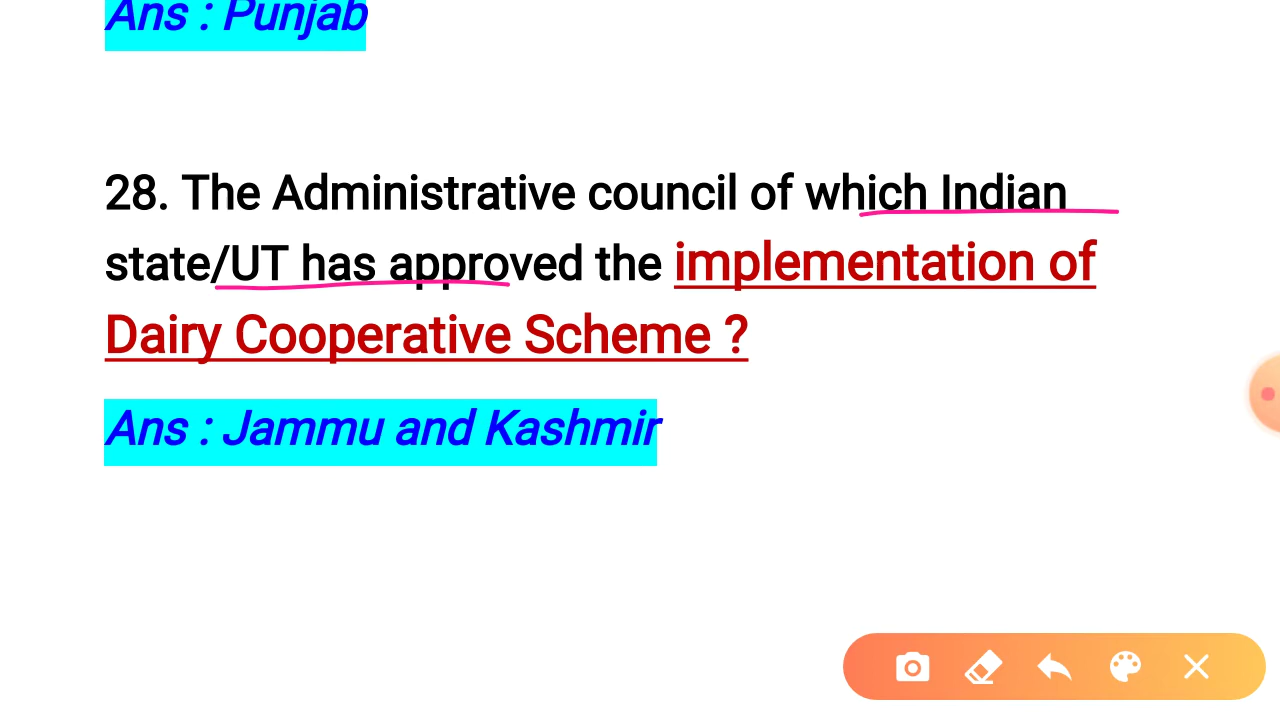 Ans : Punjab
28. The Administrative council of which Indian
state/UT has approved the implementation of
Dairy Cooperative Scheme ?
Ans : Jammu and Kashmir